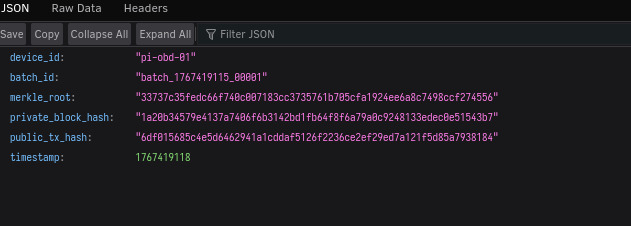 JSON Raw Data Headers
Save Copy Collapse All Expand All Filter JSON
device_id: "pi-obd-01"
batch_id: "batch_1767419115_00001"
merkle_root: "33737c35fedc66f740c007183cc3735761b705cfa1924ee6a8c7498ccf274556"
private_block_hash: "1a20b34579e4137a7406f6b3142bd1fb64f8f6a79a0c9248133edec0e51543b7"
public_tx_hash: "6df015685c4e5d6462941a1cddaf5126f2236ce2ef29ed7a121f5d85a7938184"
timestamp: 1767419118